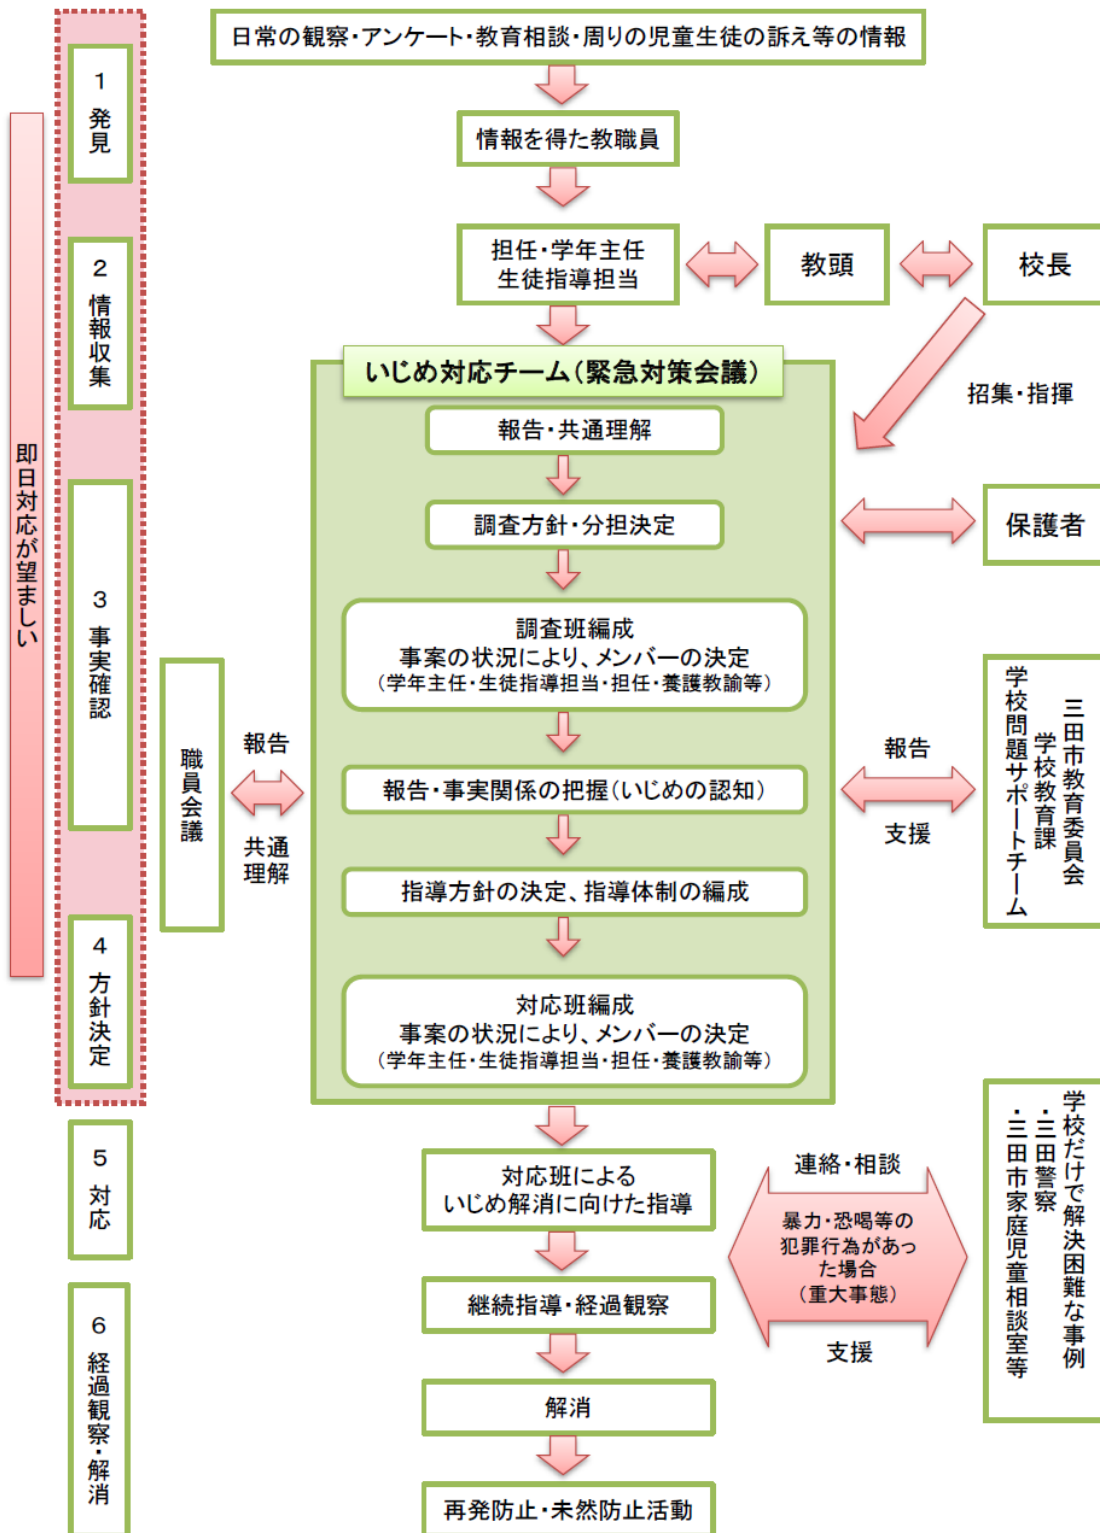 日常の観察・アンケート・教育相談・周りの児童生徒の訴え等の情報
１ 発見
情報を得た教職員
２ 情報収集
担任・学年主任
生徒指導担当
教頭
校長
招集・指揮
いじめ対応チーム（緊急対策会議）
報告・共通理解
即日対応が望ましい
３ 事実確認
調査方針・分担決定
保護者
調査班編成
事案の状況により、メンバーの決定
（学年主任・生徒指導担当・担任・養護教諭等）
職員会議
報告
共通
理解
報告・事実関係の把握（いじめの認知）
報告
支援
三田市教育委員会
学校教育課
学校問題サポートチーム
指導方針の決定、指導体制の編成
４ 方針決定
対応班編成
事案の状況により、メンバーの決定
（学年主任・生徒指導担当・担任・養護教諭等）
５ 対応
対応班による
いじめ解消に向けた指導
連絡・相談
暴力・恐喝等の
犯罪行為があっ
た場合
（重大事態）
支援
学校だけで解決困難な事例
・三田警察
・三田市家庭児童相談室等
６ 経過観察・解消
継続指導・経過観察
解消
再発防止・未然防止活動